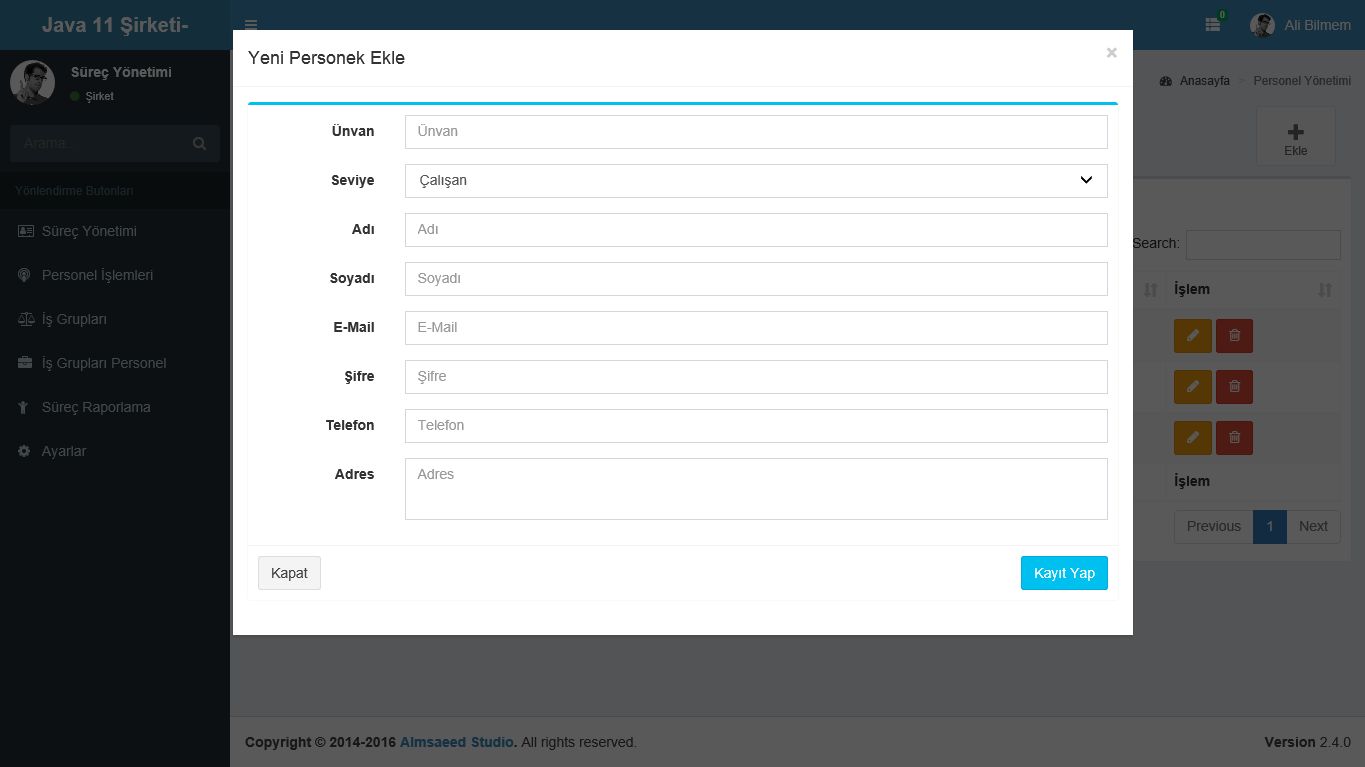 Java 11 Şirketi-
0
Ali Bilmem
Süreç Yönetimi
Şirket
Arama...
Yönlendirme Butonları
Süreç Yönetimi
Personel İşlemleri
İş Grupları
İş Grupları Personel
Süreç Raporlama
Ayarlar
Anasayfa > Personel Yönetimi
Ekle
Search:
İşlem
İşlem
Previous 1 Next
Yeni Personek Ekle
×
Ünvan Ünvan
Seviye Çalışan
Adı Adı
Soyadı Soyadı
E-Mail E-Mail
Şifre Şifre
Telefon Telefon
Adres Adres
Kapat Kayıt Yap
Copyright © 2014-2016 Almsaeed Studio. All rights reserved. Version 2.4.0